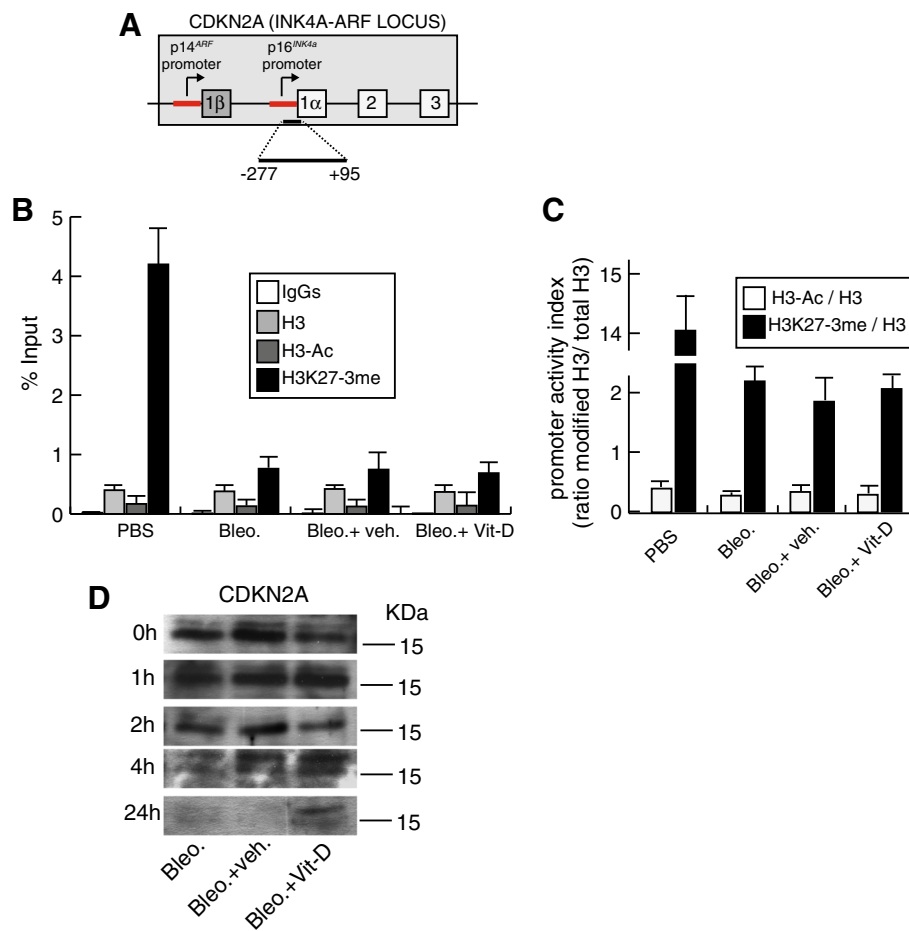 A
CDKN2A (INK4A-ARF LOCUS)
p14ARF
promoter
p16INK4a
promoter
1β
1α
2
3
-277
+95
B
% Input
5
4
3
2
1
0
IgGs
H3
H3-Ac
H3K27-3me
PBS
Bleo.
Bleo.+ veh.
Bleo.+ Vit-D
C
promoter activity index
(ratio modified H3/ total H3)
15
14
2
1
0
H3-Ac / H3
H3K27-3me / H3
PBS
Bleo.
Bleo.+ veh.
Bleo.+ Vit-D
D
CDKN2A
KDa
0h
15
1h
15
2h
15
4h
15
24h
15
Bleo.
Bleo.+veh.
Bleo.+Vit-D